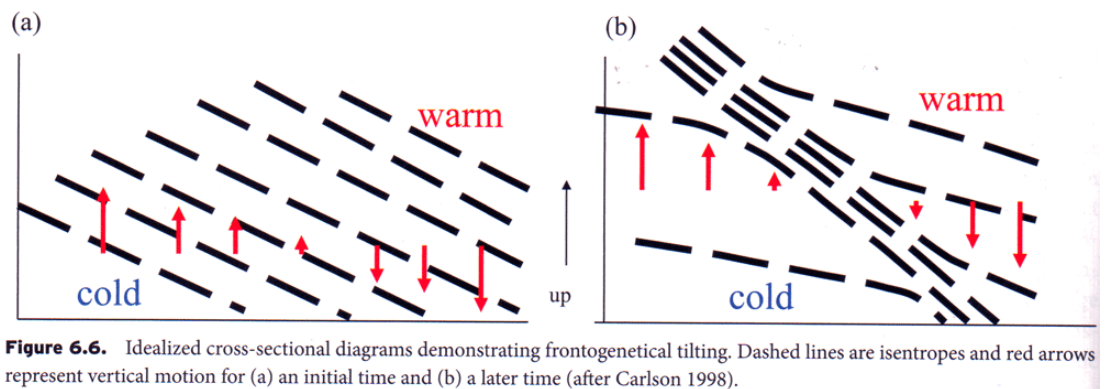 (a)
warm
cold
up
(b)
warm
cold
Figure 6.6. Idealized cross-sectional diagrams demonstrating frontogenetical tilting. Dashed lines are isentropes and red arrows
represent vertical motion for (a) an initial time and (b) a later time (after Carlson 1998).